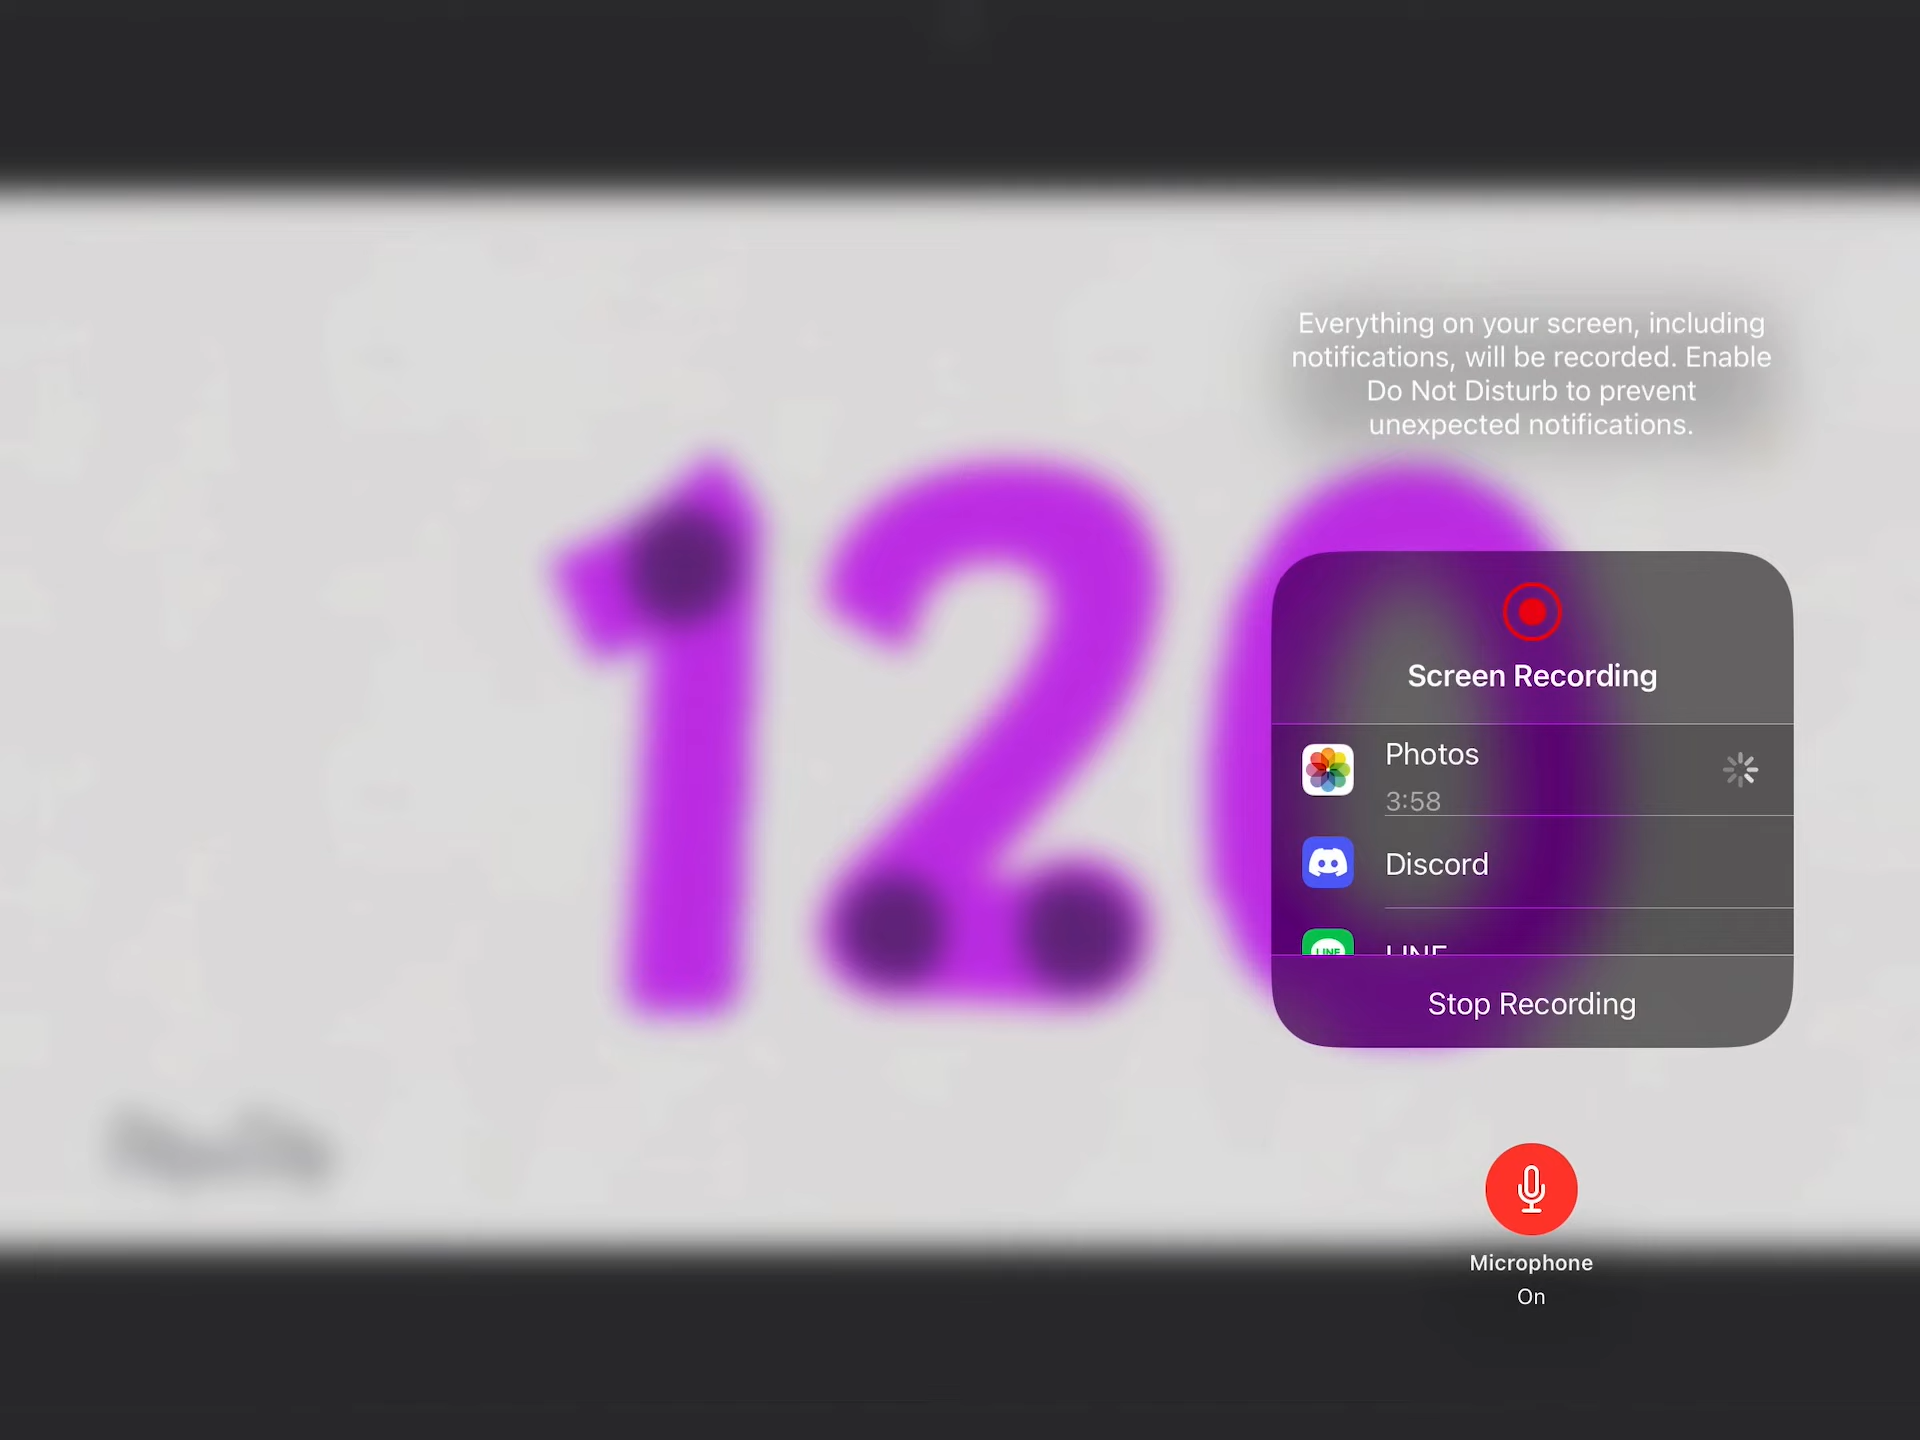 Everything on your screen, including
notifications, will be recorded. Enable
Do Not Disturb to prevent
unexpected notifications.
120
Screen Recording
Photos
3:58
Discord
LINE
Stop Recording
Microphone
On